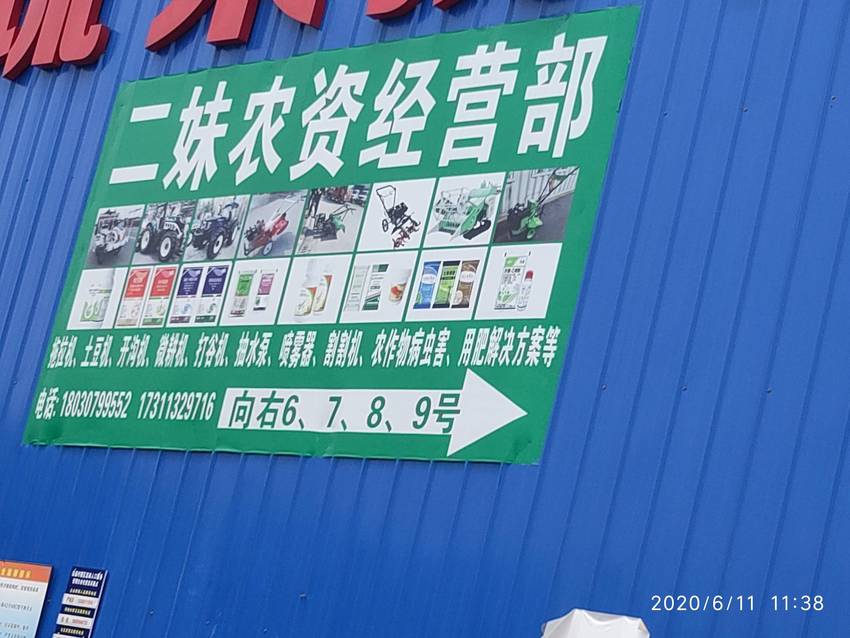 二妹农资经营部
拖拉机、土豆机、开沟机、微耕机、打谷机、抽水泵、喷雾器、割割机、农作物病虫害、用肥解决方案等
电话:18030799552 17311329716 向右6、7、8、9号
2020/6/11 11:38